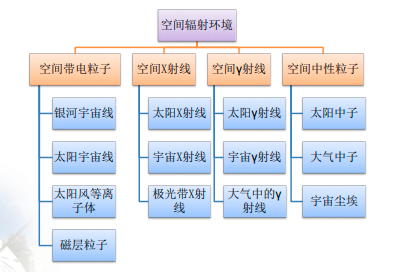 空间辐射环境
空间带电粒子
空间X射线
空间γ射线
空间中性粒子
银河宇宙线
太阳X射线
太阳γ射线
太阳中子
太阳宇宙线
宇宙X射线
宇宙γ射线
大气中子
太阳风等离
子体
极光带X射
线
大气中的γ
射线
宇宙尘埃
磁层粒子